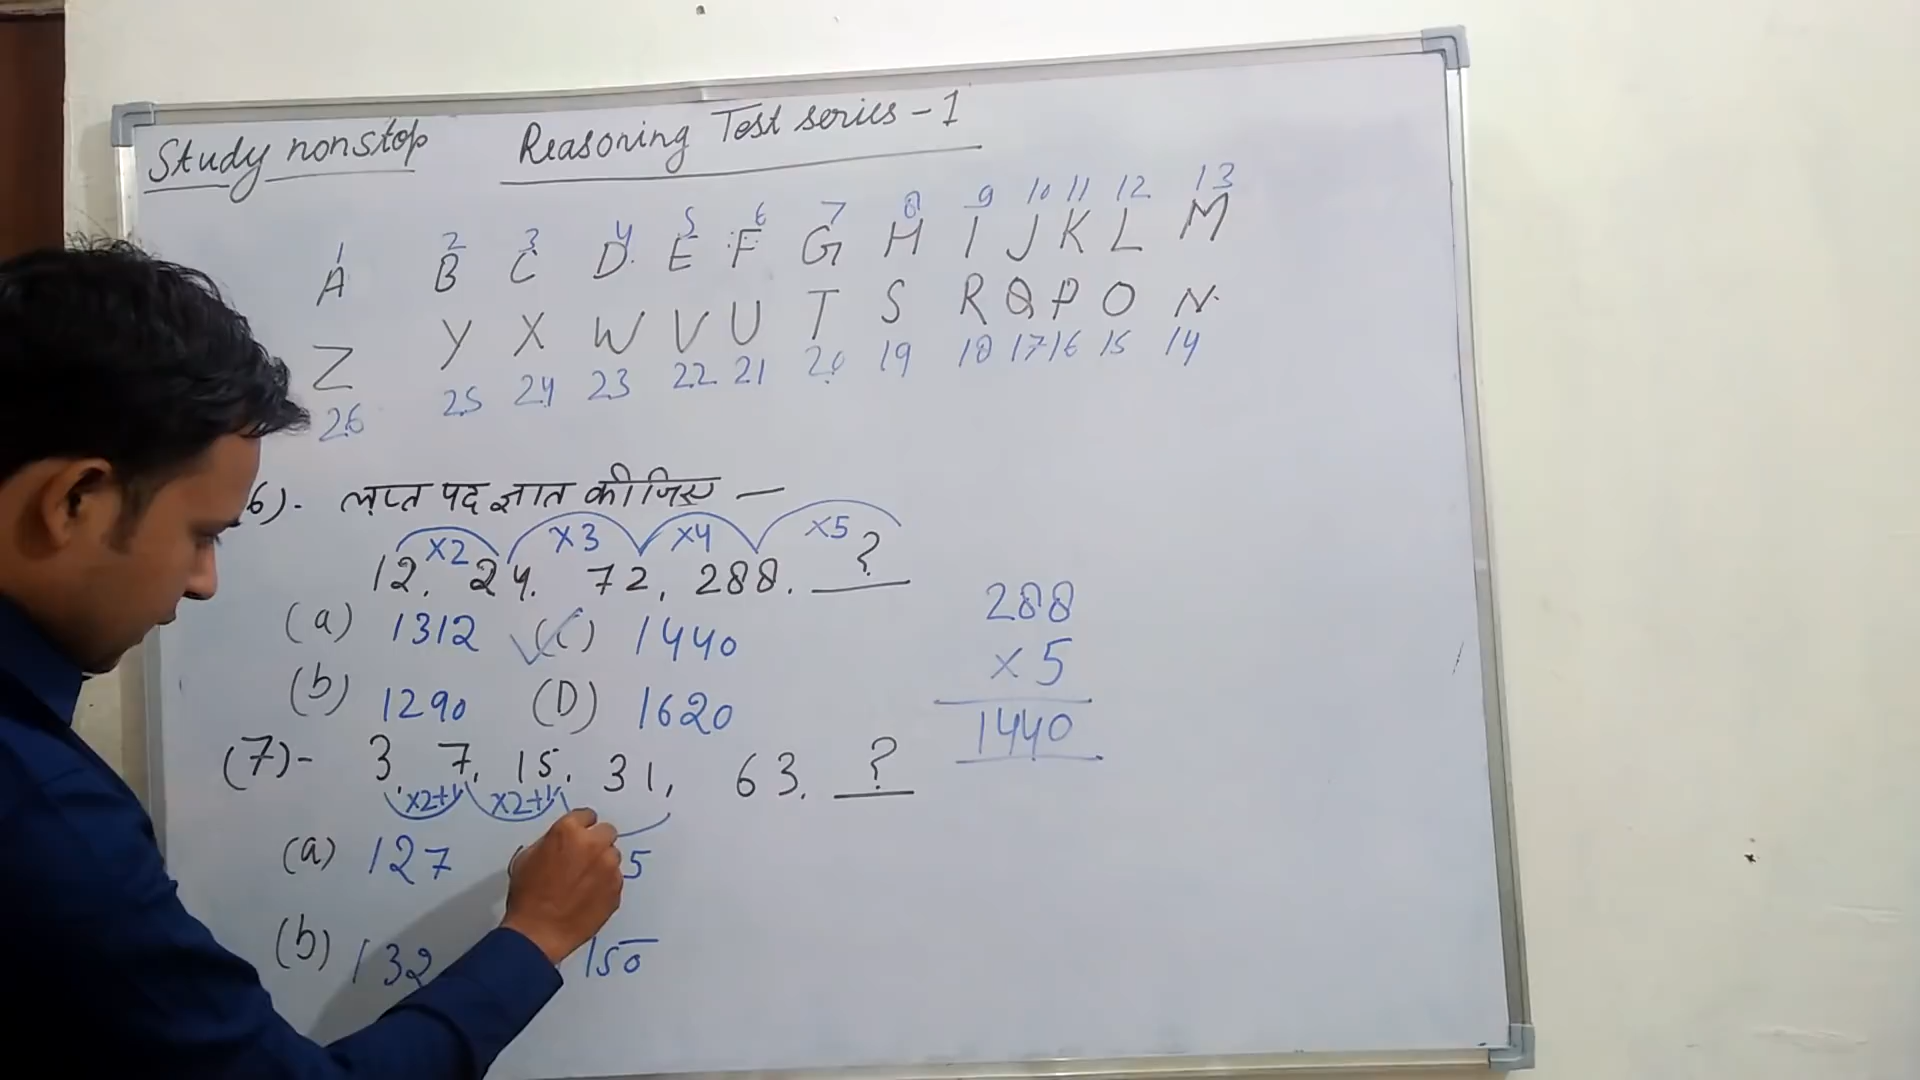 Study nonstop Reasoning Test series - 1
1 2 3 4 5 6 7 8 9 10 11 12 13
A B C D E F G H I J K L M
Z Y X W V U T S R Q P O N
26 25 24 23 22 21 20 19 18 17 16 15 14
6). लुप्त पद ज्ञात कीजिए —
×2 ×3 ×4 ×5
12, 24, 72, 288, ?
(a) 1312 (C) 1440
(b) 1290 (D) 1620
288
×5
1440
(7)- 3, 7, 15, 31, 63, ?
×2+1 ×2+1
(a) 127 5
(b) 132 150